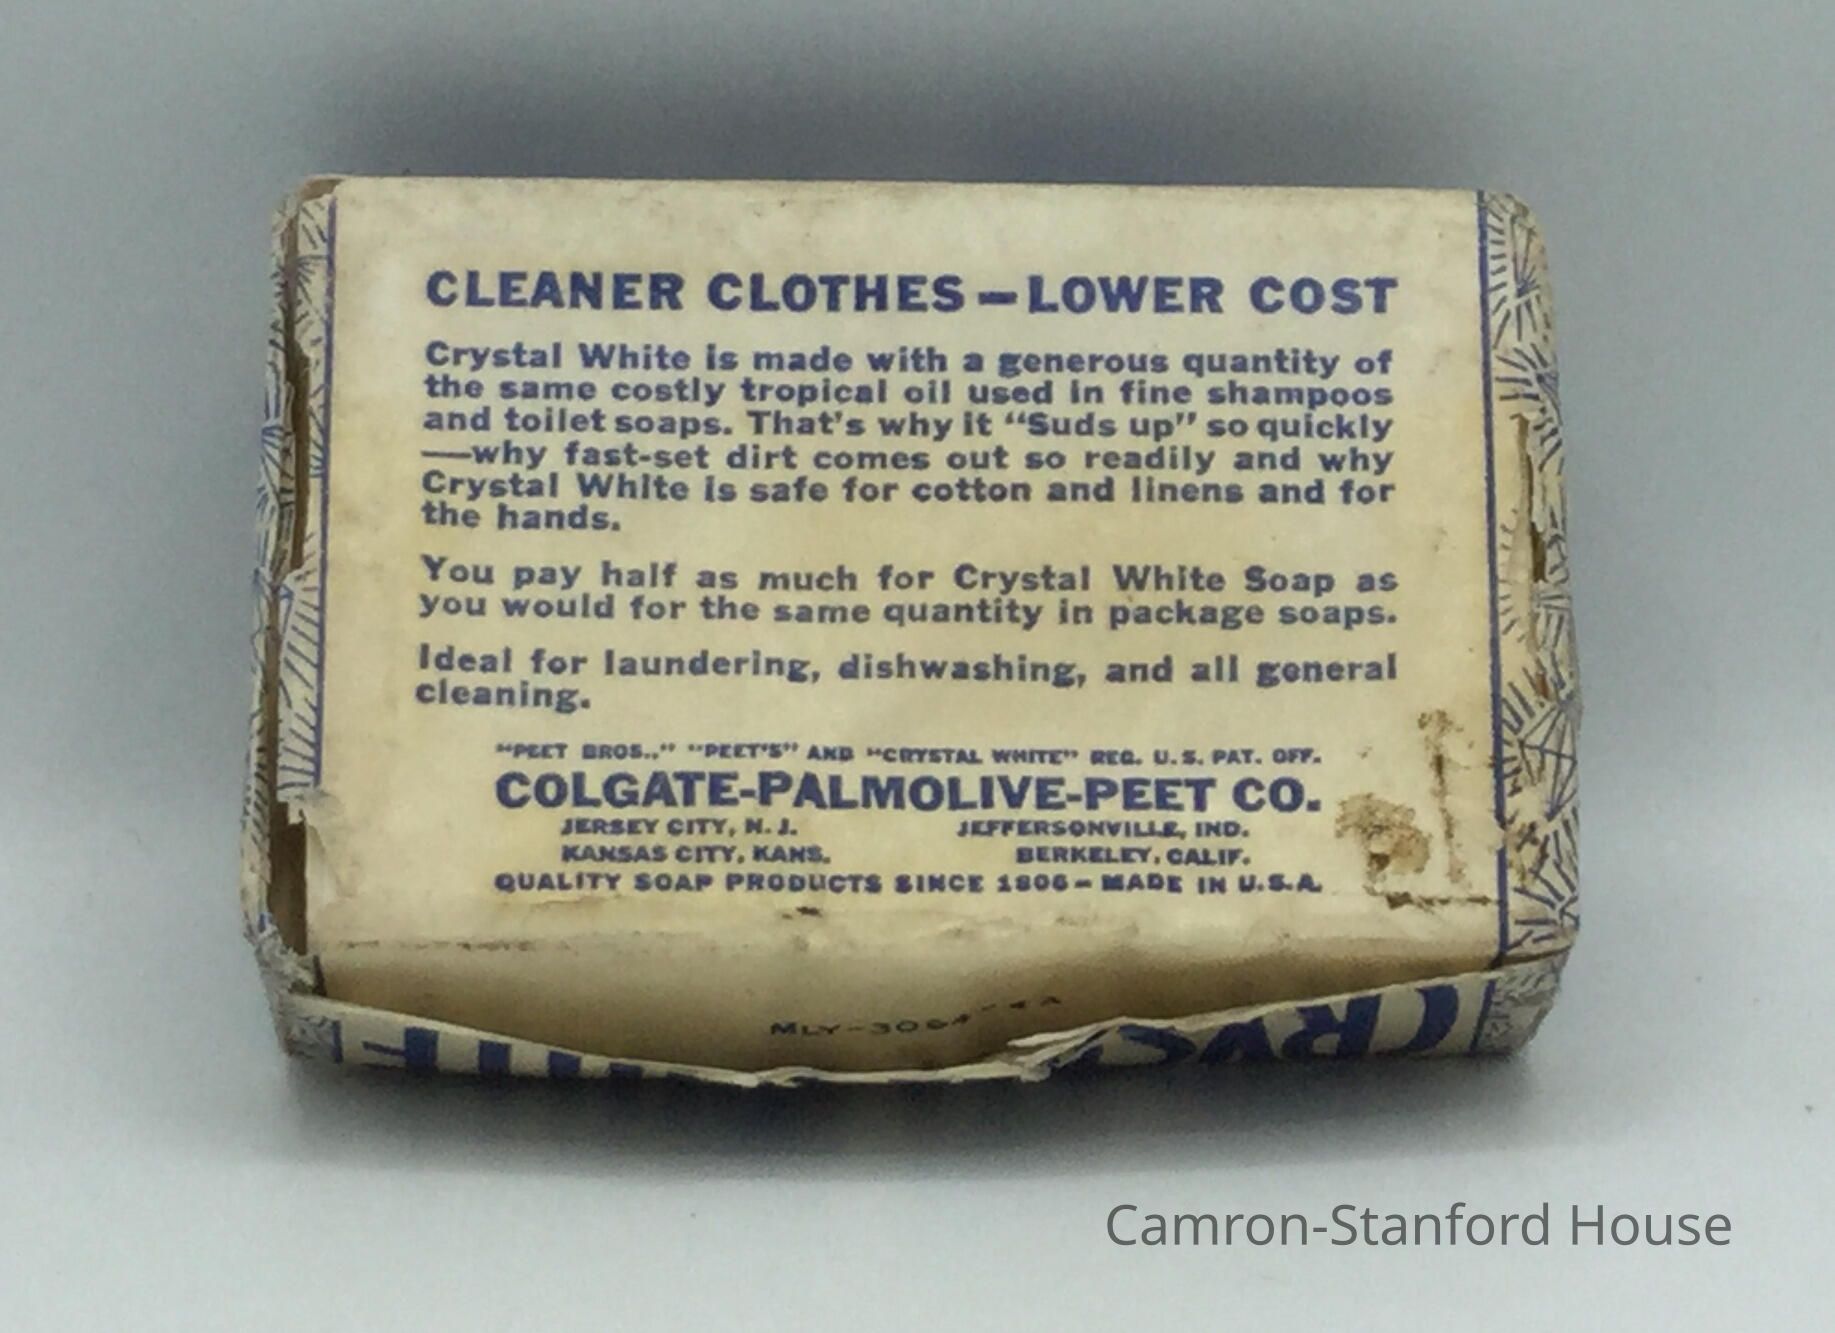 CLEANER CLOTHES — LOWER COST
Crystal White is made with a generous quantity of
the same costly tropical oil used in fine shampoos
and toilet soaps. That's why it "Suds up" so quickly
—why fast-set dirt comes out so readily and why
Crystal White is safe for cotton and linens and for
the hands.
You pay half as much for Crystal White Soap as
you would for the same quantity in package soaps.
Ideal for laundering, dishwashing, and all general
cleaning.
"PEET BROS.," "PEET'S" AND "CRYSTAL WHITE" REG. U.S. PAT. OFF.
COLGATE-PALMOLIVE-PEET CO.
JERSEY CITY, N. J. JEFFERSONVILLE, IND.
KANSAS CITY, KANS. BERKELEY, CALIF.
QUALITY SOAP PRODUCTS SINCE 1806 – MADE IN U.S.A.
MLY-3064-4A
Camron-Stanford House